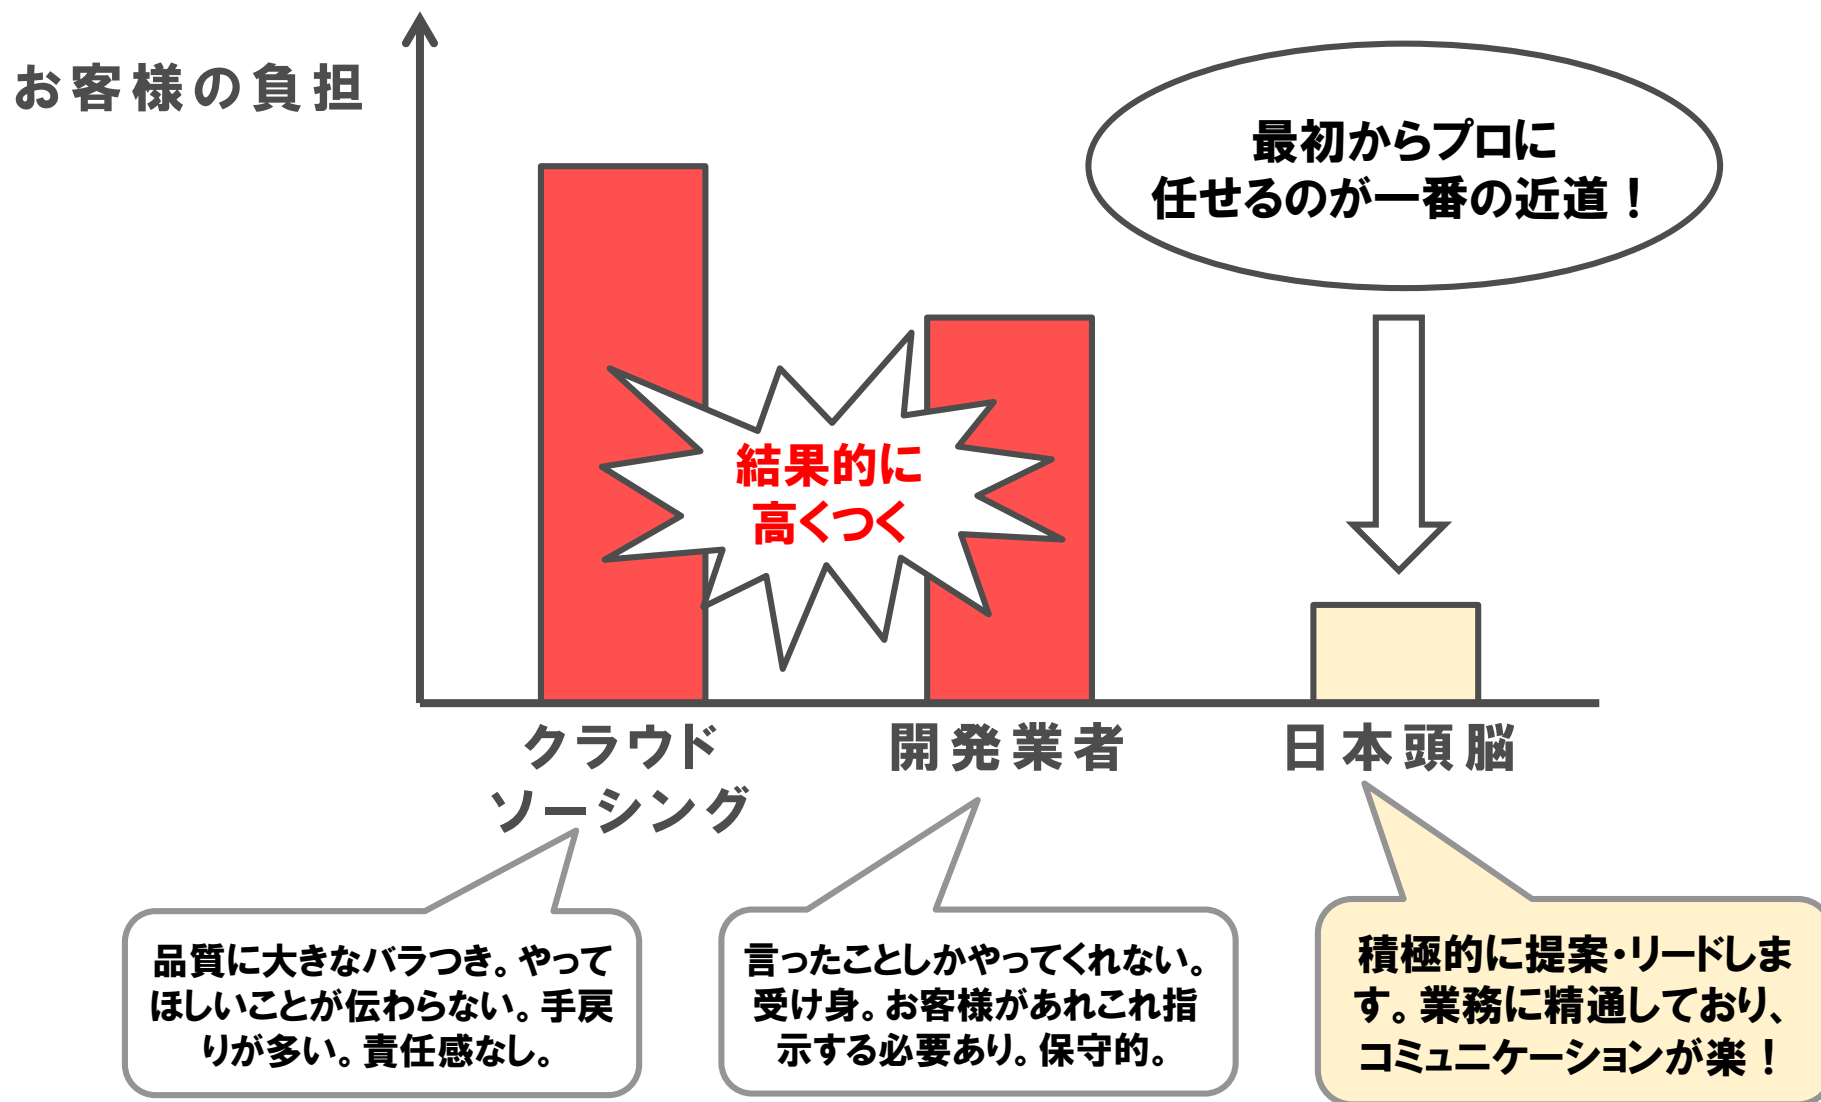 お客様の負担
最初からプロに
任せるのが一番の近道！
結果的に
高くつく
クラウド
ソーシング
開発業者
日本頭脳
品質に大きなバラつき。やって
ほしいことが伝わらない。手戻
りが多い。責任感なし。
言ったことしかやってくれない。
受け身。お客様があれこれ指
示する必要あり。保守的。
積極的に提案・リードしま
す。業務に精通しており、
コミュニケーションが楽！